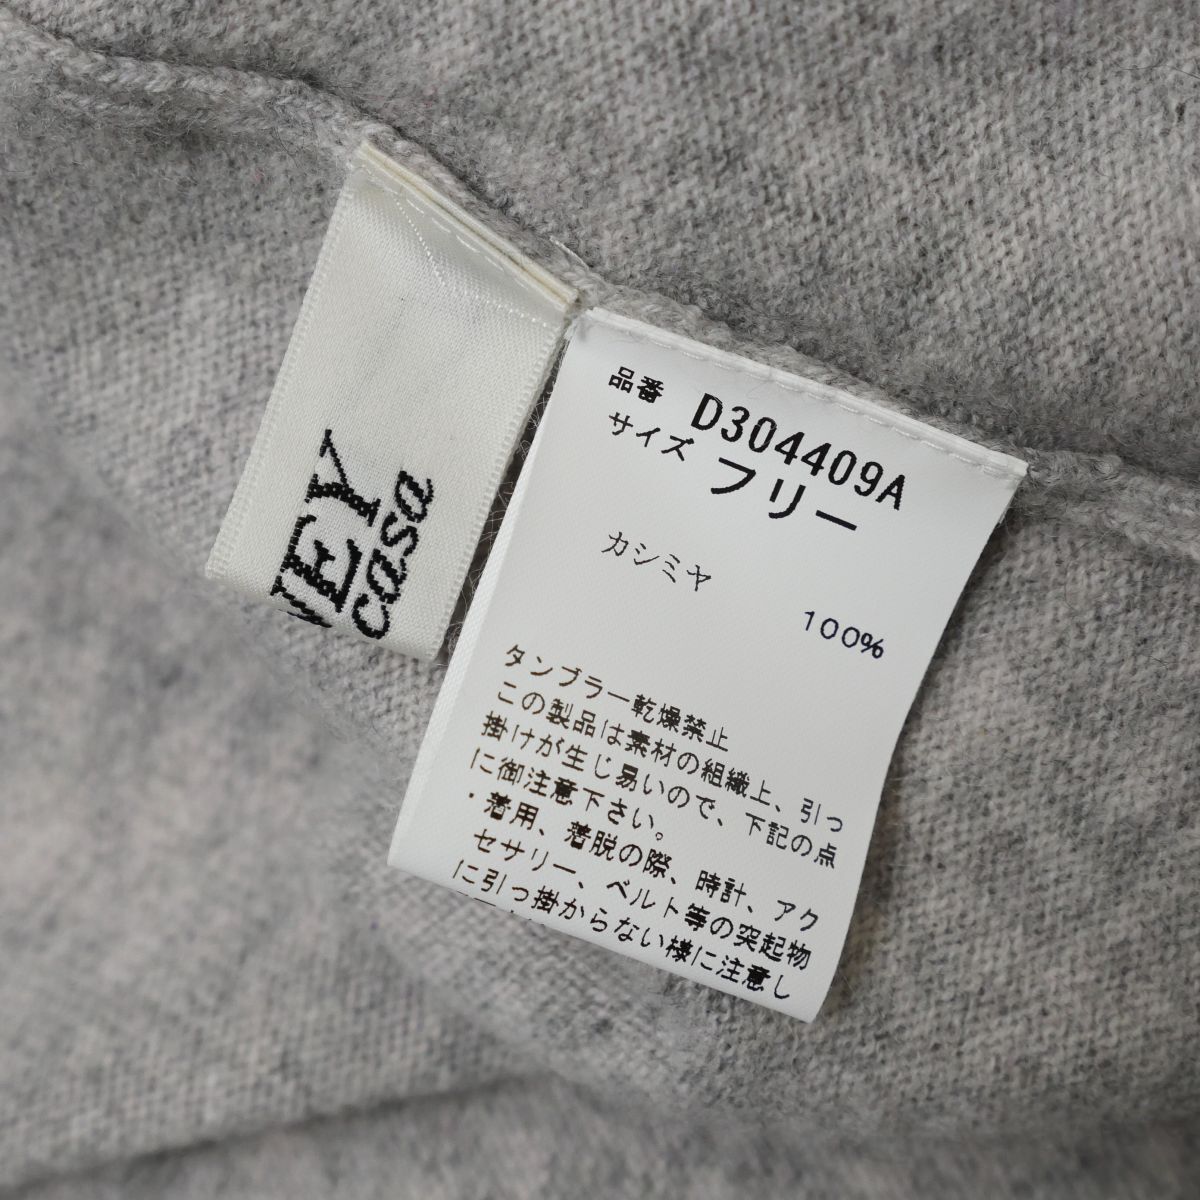 EY
casa
品番 D304409A
サイズ フリー
カシミヤ
100%
タンブラー乾燥禁止
この製品は素材の組織上、引っ
掛けが生じ易いので、下記の点
に御注意下さい。
・着用、着脱の際、時計、アク
セサリー、ベルト等の突起物
に引っ掛からない様に注意し